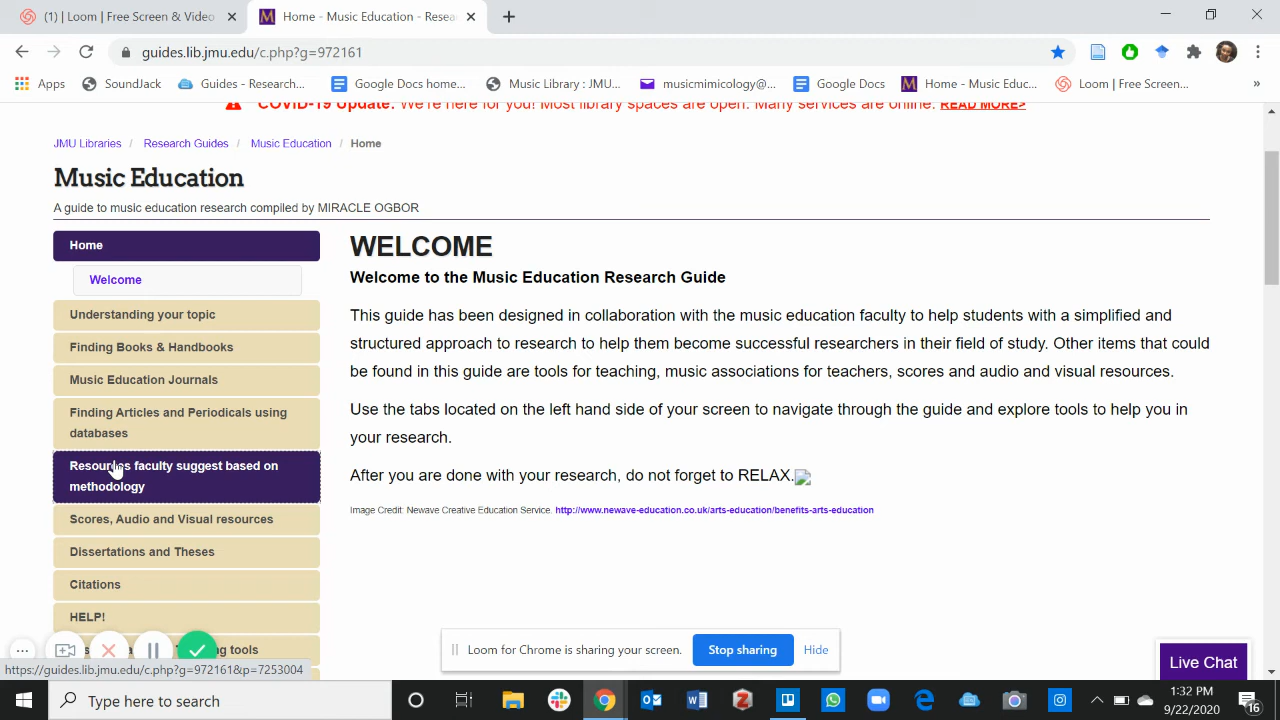 (1) Loom | Free Screen & Video
Home - Music Education - Resea
guides.lib.jmu.edu/c.php?g=972161
Apps
SoundJack
Guides - Research...
Google Docs home...
Music Library : JMU...
musicmimicology@...
Google Docs
Home - Music Educ...
Loom | Free Screen...
»
COVID-19 Update: We're here for you! Most library spaces are open. Many services are online. READ MORE>
JMU Libraries / Research Guides / Music Education / Home
Music Education
A guide to music education research compiled by MIRACLE OGBOR
Home
Welcome
Understanding your topic
Finding Books & Handbooks
Music Education Journals
Finding Articles and Periodicals using
databases
Resources faculty suggest based on
methodology
Scores, Audio and Visual resources
Dissertations and Theses
Citations
HELP!
WELCOME
Welcome to the Music Education Research Guide
This guide has been designed in collaboration with the music education faculty to help students with a simplified and
structured approach to research to help them become successful researchers in their field of study. Other items that could
be found in this guide are tools for teaching, music associations for teachers, scores and audio and visual resources.
Use the tabs located on the left hand side of your screen to navigate through the guide and explore tools to help you in
your research.
After you are done with your research, do not forget to RELAX.
Image Credit: Newave Creative Education Service. http://www.newave-education.co.uk/arts-education/benefits-arts-education
tools
Loom for Chrome is sharing your screen.
Stop sharing
Hide
Live Chat
https://guides.lib.jmu.edu/c.php?g=972161&p=7253004
Type here to search
1:32 PM
9/22/2020
16